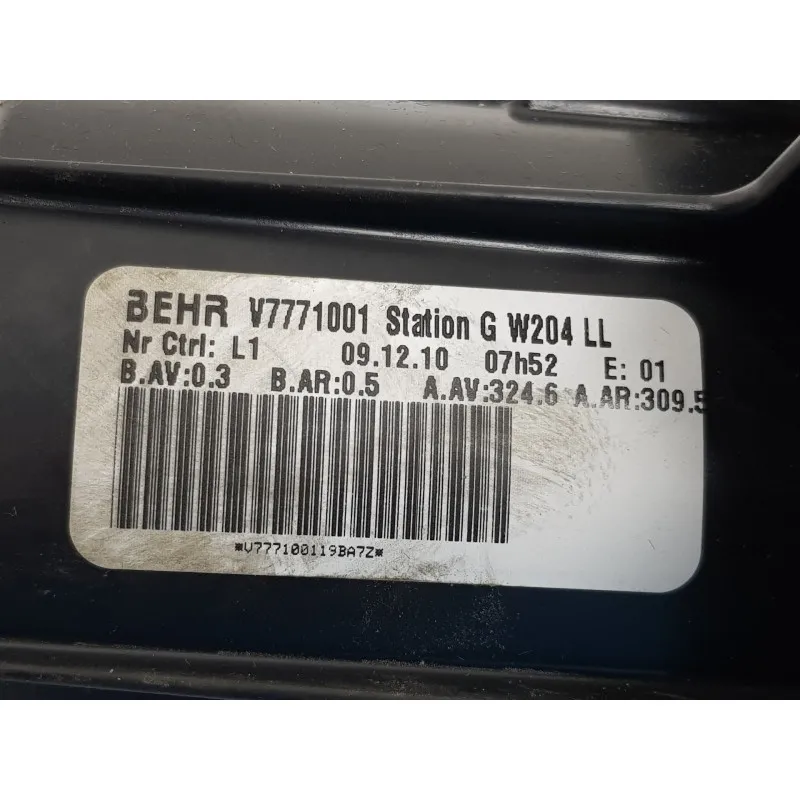 BEHR V7771001 Station G W204 LL
Nr Ctrl: L1 09.12.10 07h52 E: 01
B.AV:0.3 B.AR:0.5 A.AV:324.6 A.AR:309.5
*V777100119BA7Z*